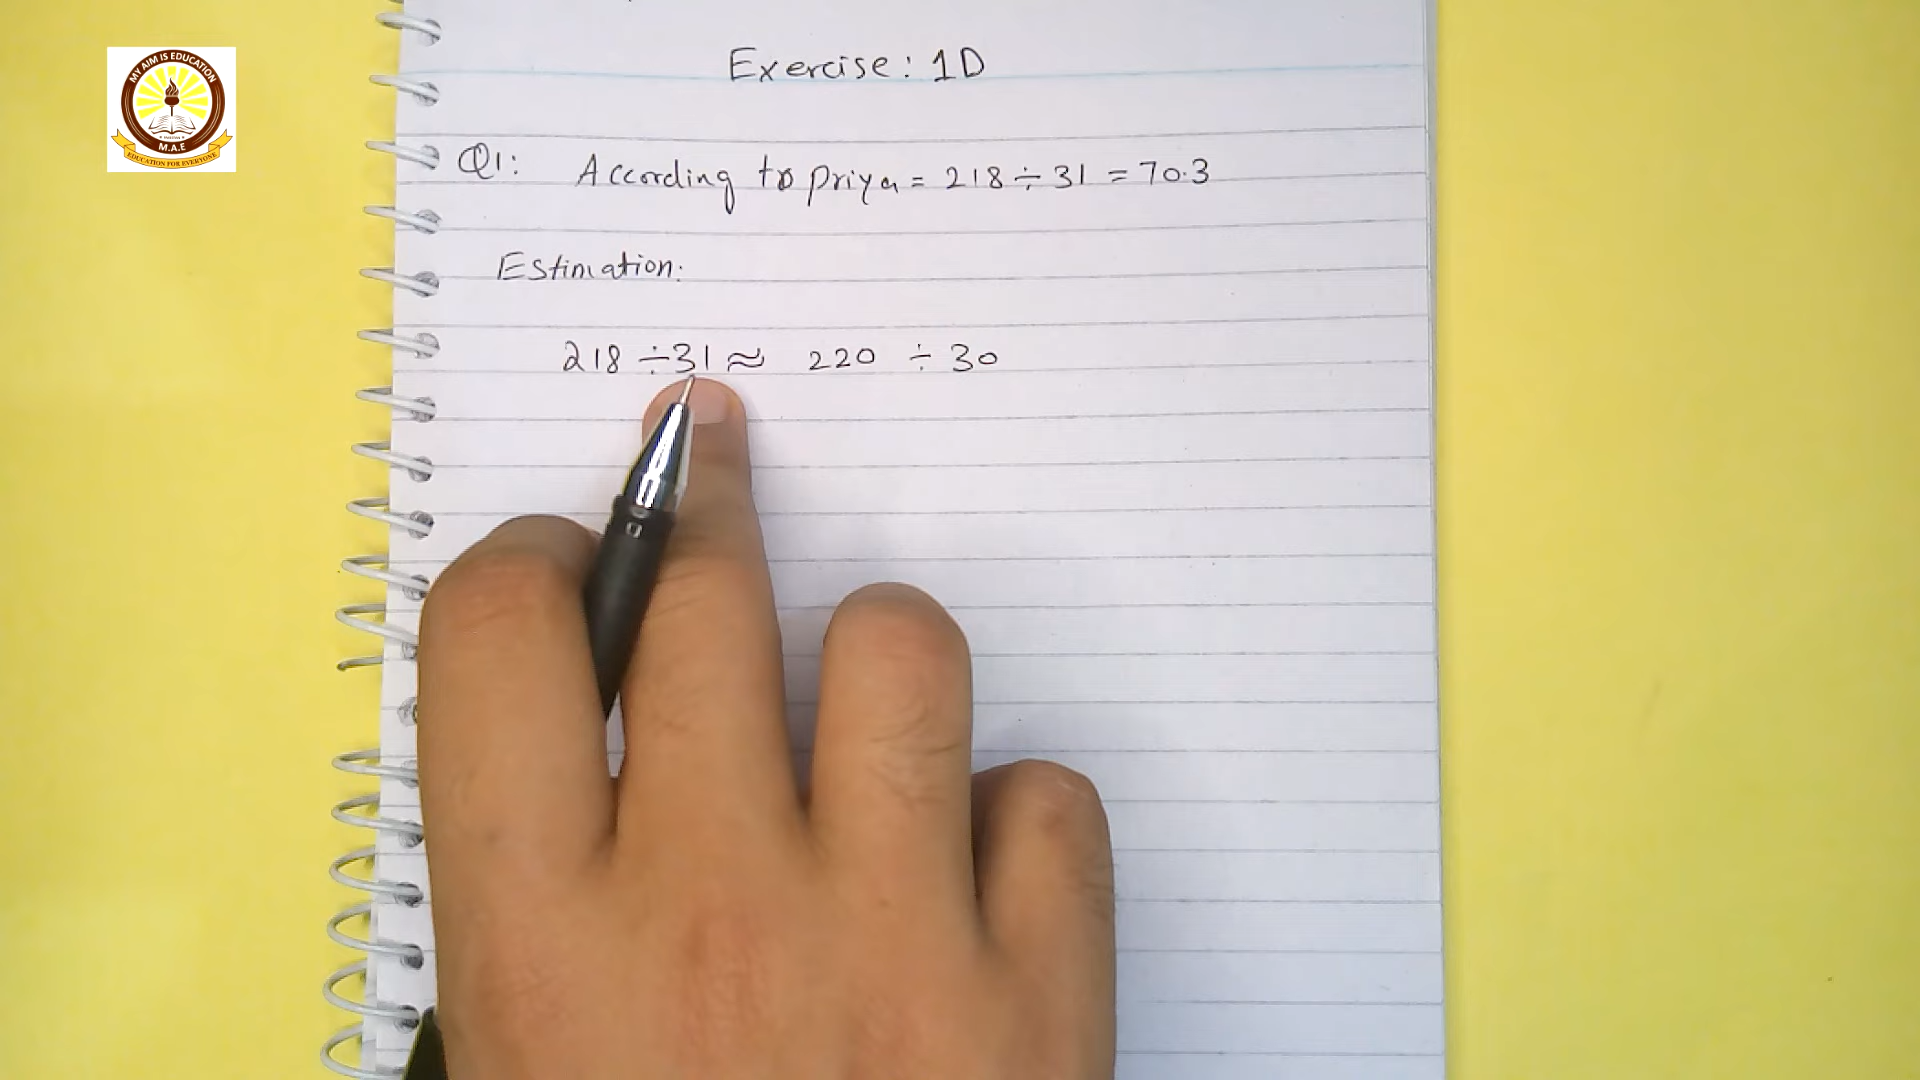 MY AIM IS EDUCATION
M.A.E
EDUCATION FOR EVERYONE
Exercise: 1D
Q1: According to Priya = 218 ÷ 31 = 70.3
Estimation:
218 ÷ 31 ≈ 220 ÷ 30